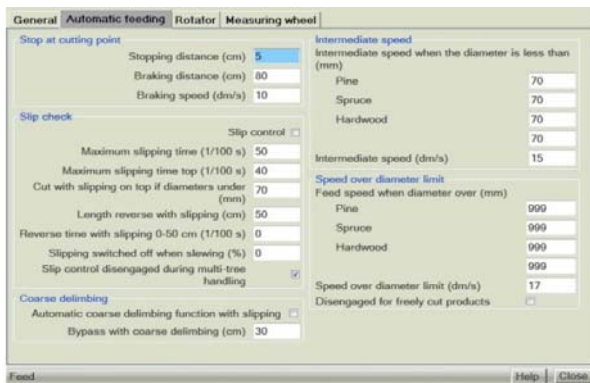 General Automatic feeding Rotator Measuring wheel
Stop at cutting point
Stopping distance (cm) 5
Braking distance (cm) 80
Braking speed (dm/s) 10
Slip check
Slip control
Maximum slipping time (1/100 s) 50
Maximum slipping time top (1/100 s) 40
Cut with slipping on top if diameters under
(mm) 70
Length reverse with slipping (cm) 50
Reverse time with slipping 0-50 cm (1/100 s) 0
Slipping switched off when slewing (%) 0
Slip control disengaged during multi-tree
handling
Coarse delimbing
Automatic coarse delimbing function with slipping
Bypass with coarse delimbing (cm) 30
Intermediate speed
Intermediate speed when the diameter is less than
(mm)
Pine 70
Spruce 70
Hardwood 70
70
Intermediate speed (dm/s) 15
Speed over diameter limit
Feed speed when diameter over (mm)
Pine 999
Spruce 999
Hardwood 999
999
Speed over diameter limit (dm/s) 17
Disengaged for freely cut products
Feed Help Close